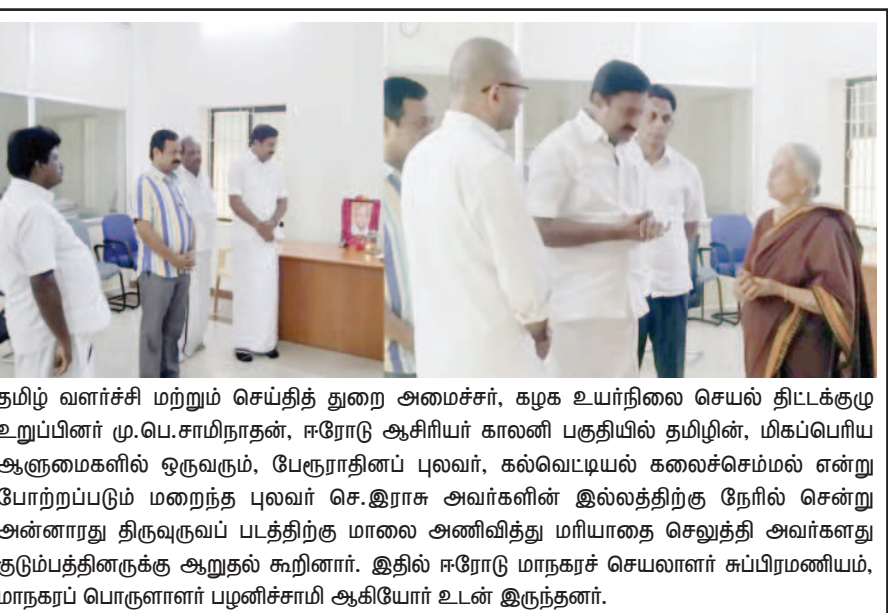 தமிழ் வளர்ச்சி மற்றும் செய்தித் துறை அமைச்சர், கழக உயர்நிலை செயல் திட்டக்குழு
உறுப்பினர் மு.பெ.சாமிநாதன், ஈரோடு ஆசிரியர் காலனி பகுதியில் தமிழின், மிகப்பெரிய
ஆளுமைகளில் ஒருவரும், பேரூராதினப் புலவர், கல்வெட்டியல் கலைச்செம்மல் என்று
போற்றப்படும் மறைந்த புலவர் செ.இராசு அவர்களின் இல்லத்திற்கு நேரில் சென்று
அன்னாரது திருவுருவப் படத்திற்கு மாலை அணிவித்து மரியாதை செலுத்தி அவர்களது
குடும்பத்தினருக்கு ஆறுதல் கூறினார். இதில் ஈரோடு மாநகரச் செயலாளர் சுப்பிரமணியம்,
மாநகரப் பொருளாளர் பழனிச்சாமி ஆகியோர் உடன் இருந்தனர்.